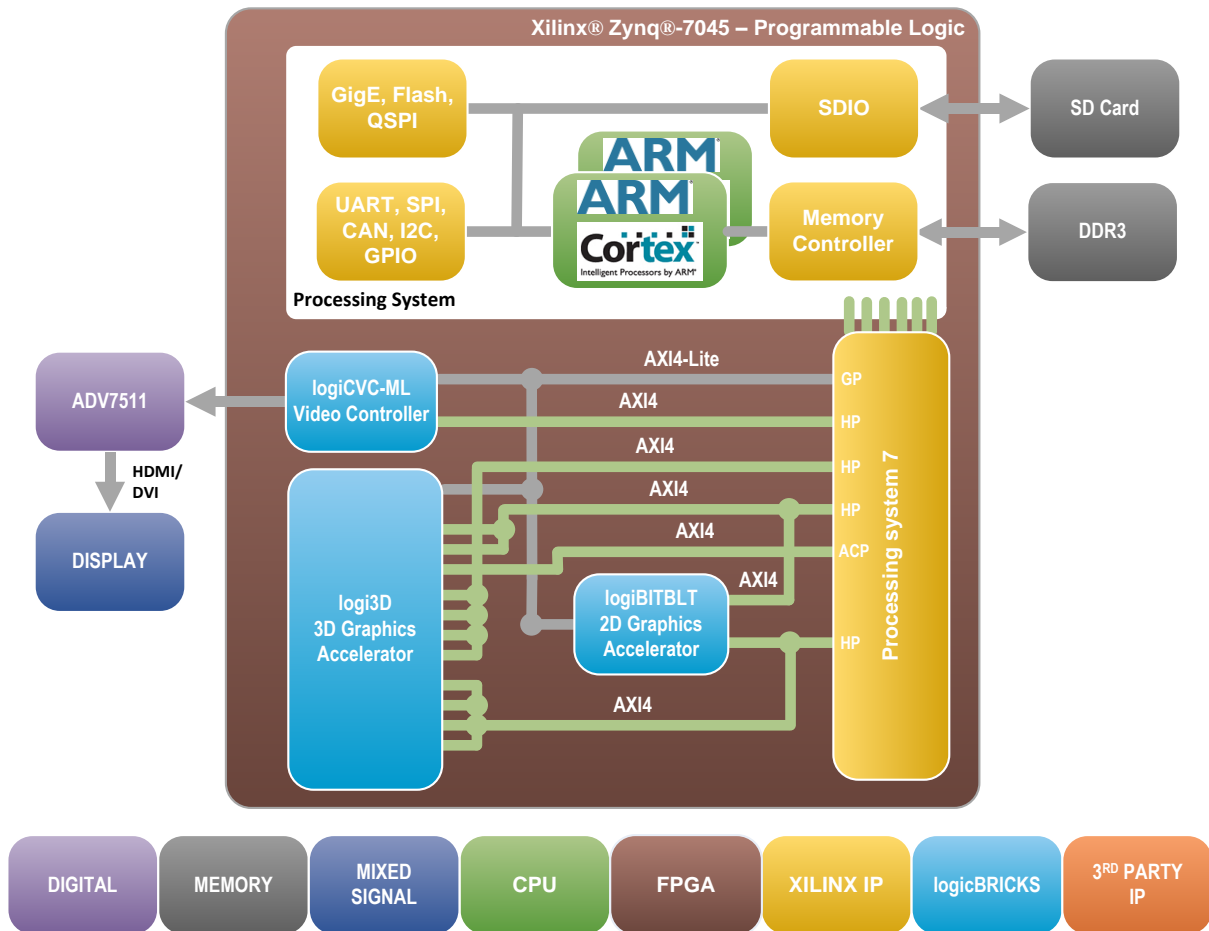 Xilinx® Zynq®-7045 – Programmable Logic
GigE, Flash,
QSPI
SDIO
SD Card
ARM
ARM
Cortex
Intelligent Processors by ARM®
UART, SPI,
CAN, I2C,
GPIO
Memory
Controller
DDR3
Processing System
ADV7511
HDMI/
DVI
DISPLAY
logiCVC-ML
Video Controller
AXI4-Lite
AXI4
AXI4
AXI4
AXI4
AXI4
AXI4
GP
HP
HP
HP
ACP
HP
Processing system 7
logi3D
3D Graphics
Accelerator
logiBITBLT
2D Graphics
Accelerator
DIGITAL
MEMORY
MIXED
SIGNAL
CPU
FPGA
XILINX IP
logicBRICKS
3RD PARTY
IP